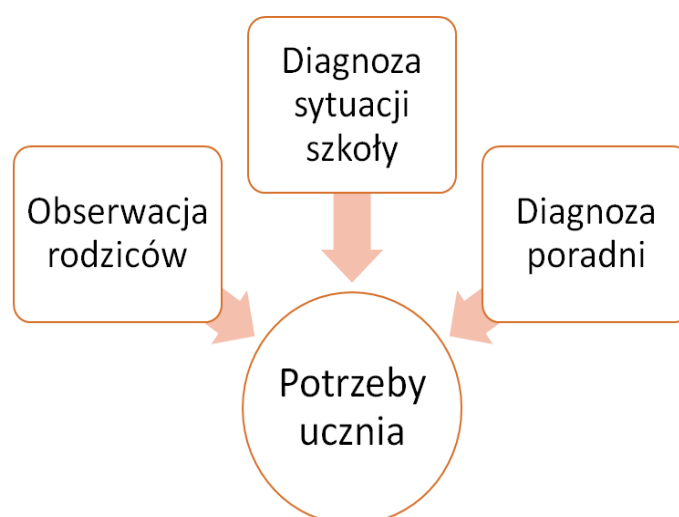 Diagnoza
sytuacji
szkoły
Obserwacja
rodziców
Diagnoza
poradni
Potrzeby
ucznia